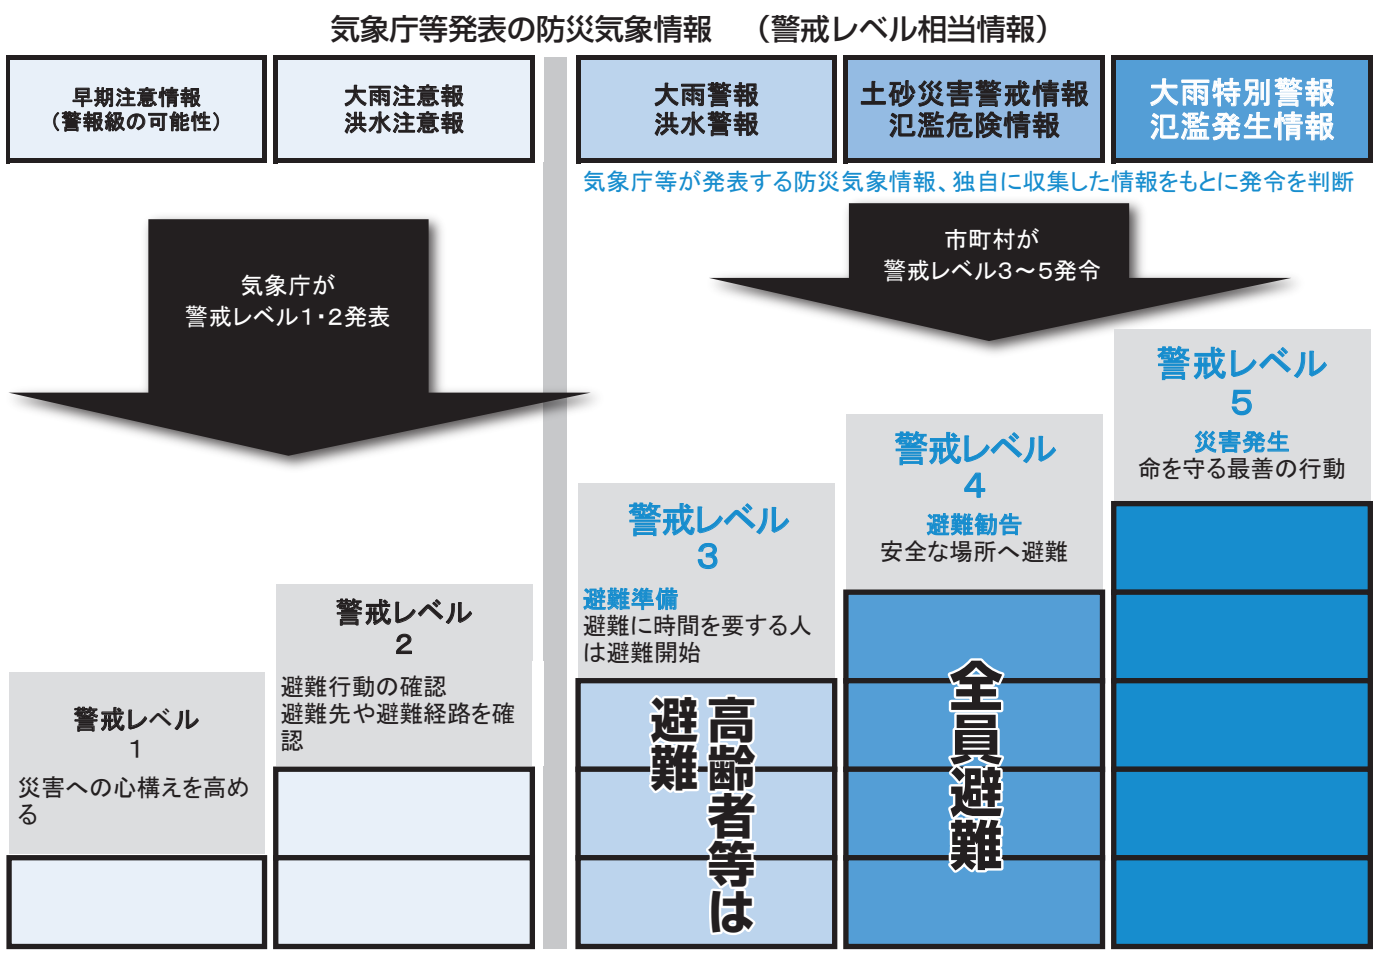 気象庁等発表の防災気象情報　（警戒レベル相当情報）
早期注意情報
（警報級の可能性）
大雨注意報
洪水注意報
大雨警報
洪水警報
土砂災害警戒情報
氾濫危険情報
大雨特別警報
氾濫発生情報
気象庁等が発表する防災気象情報、独自に収集した情報をもとに発令を判断
気象庁が
警戒レベル１・２発表
市町村が
警戒レベル３～５発令
警戒レベル
1
災害への心構えを高め
る
警戒レベル
2
避難行動の確認
避難先や避難経路を確
認
警戒レベル
3
避難準備
避難に時間を要する人
は避難開始
高齢者等は
避難
警戒レベル
4
避難勧告
安全な場所へ避難
全員避難
警戒レベル
5
災害発生
命を守る最善の行動